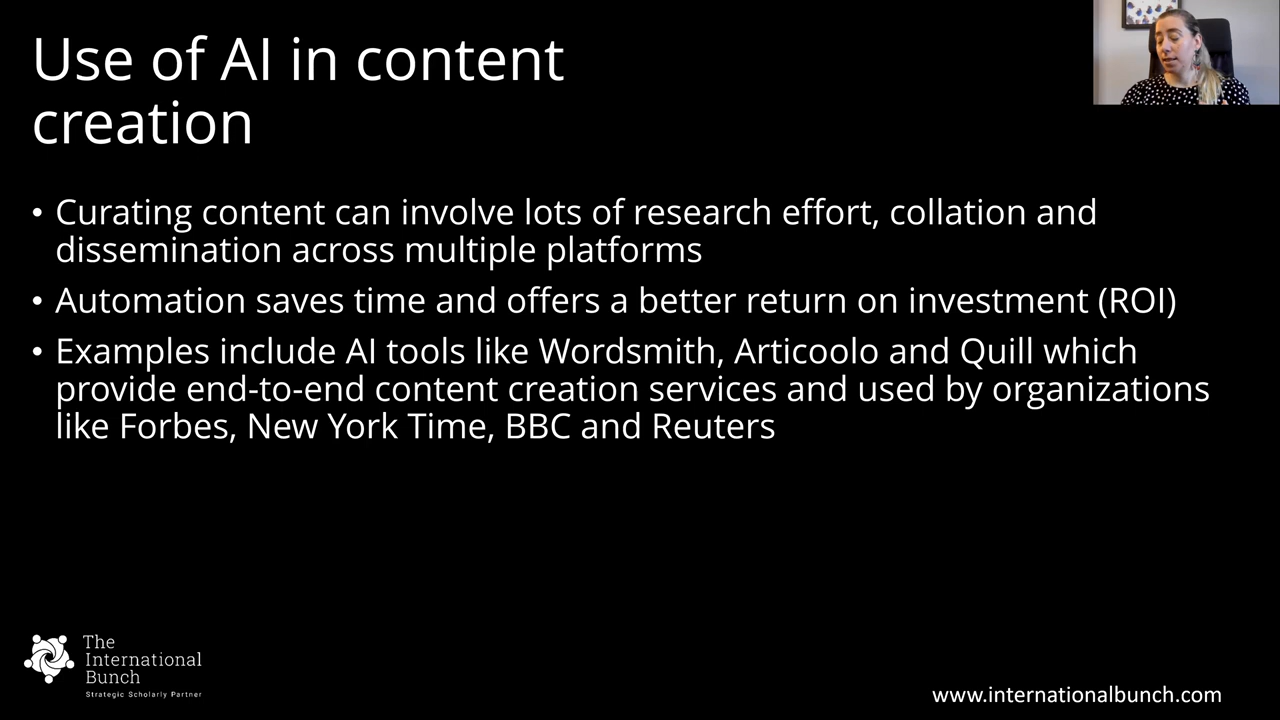 Use of AI in content
creation
• Curating content can involve lots of research effort, collation and
dissemination across multiple platforms
• Automation saves time and offers a better return on investment (ROI)
• Examples include AI tools like Wordsmith, Articoolo and Quill which
provide end-to-end content creation services and used by organizations
like Forbes, New York Time, BBC and Reuters
The
International
Bunch
Strategic Scholarly Partner
www.internationalbunch.com